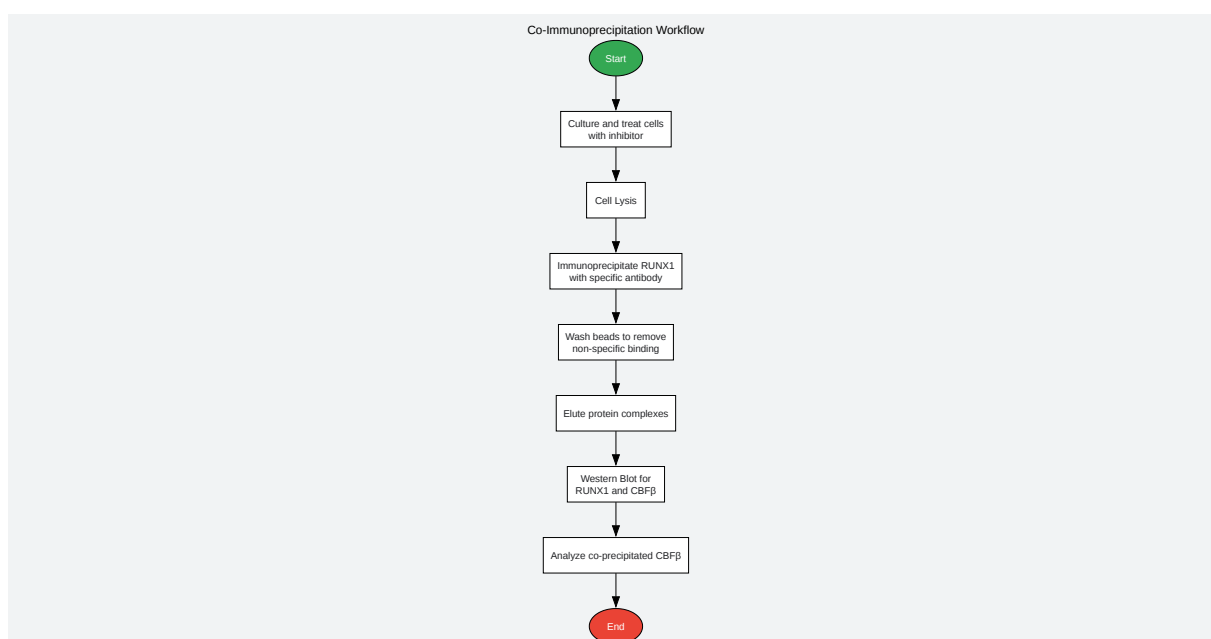 Co-Immunoprecipitation Workflow
Start
Culture and treat cells
with inhibitor
Cell Lysis
Immunoprecipitate RUNX1
with specific antibody
Wash beads to remove
non-specific binding
Elute protein complexes
Western Blot for
RUNX1 and CBFβ
Analyze co-precipitated CBFβ
End